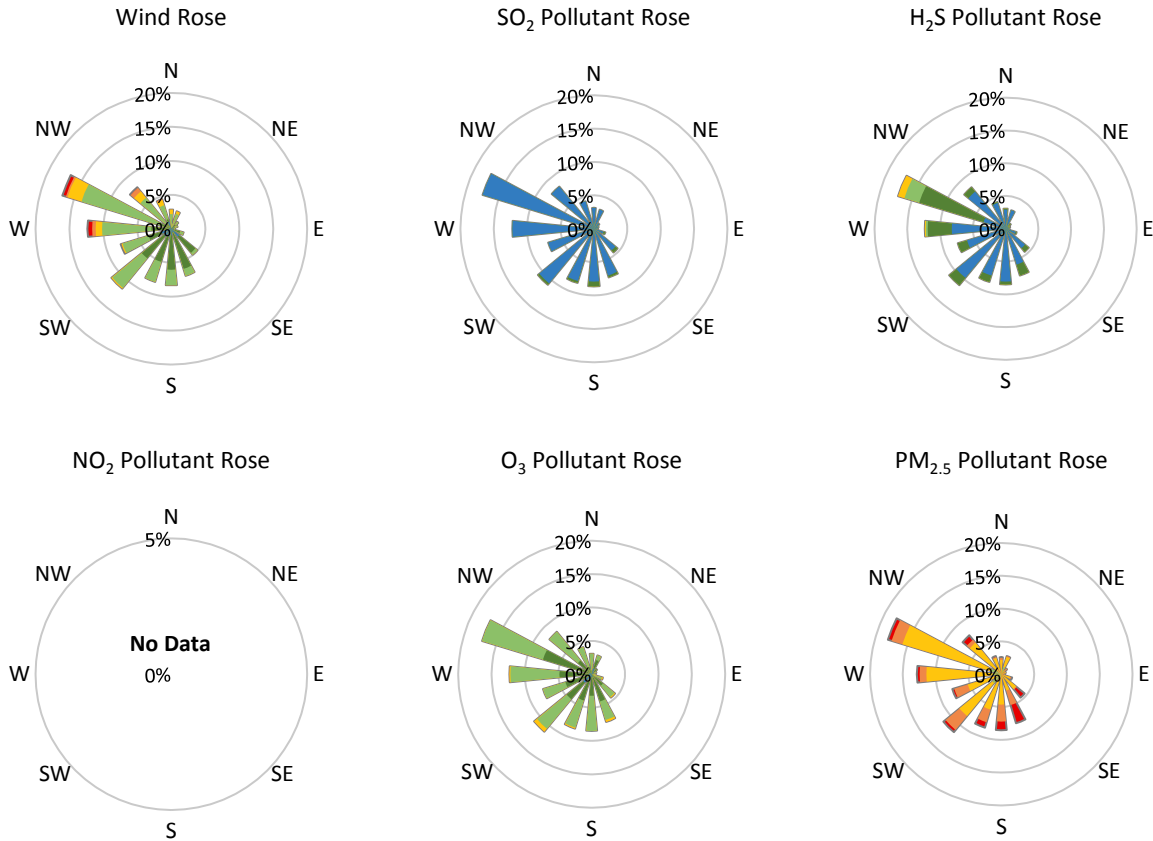 Wind Rose
N
20%
15%
10%
5%
0%
NW
NE
W
E
SW
SE
S
SO₂ Pollutant Rose
N
20%
15%
10%
5%
0%
NW
NE
W
E
SW
SE
S
H₂S Pollutant Rose
N
20%
15%
10%
5%
0%
NW
NE
W
E
SW
SE
S
NO₂ Pollutant Rose
N
5%
NW
NE
No Data
0%
W
E
SW
SE
S
O₃ Pollutant Rose
N
20%
15%
10%
5%
0%
NW
NE
W
E
SW
SE
S
PM₂.₅ Pollutant Rose
N
20%
15%
10%
5%
0%
NW
NE
W
E
SW
SE
S